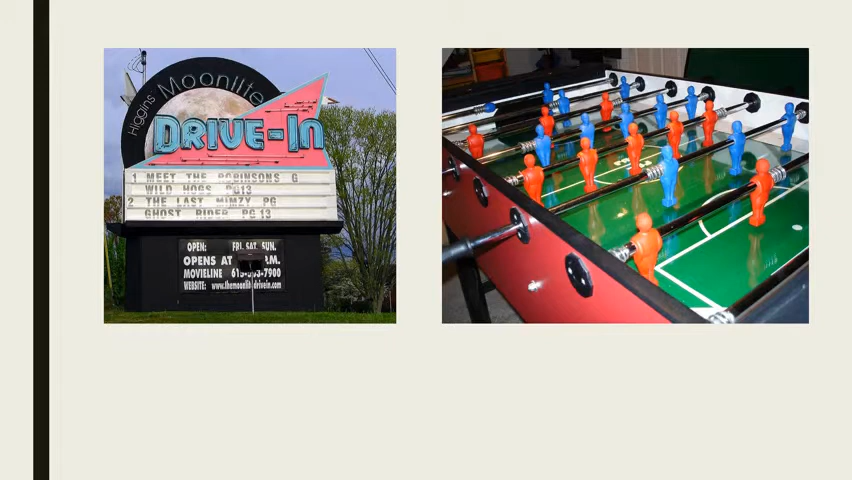 Higgins' Moonlite
DRIVE-IN
1 MEET THE ROBINSONS G
WILD HOGS PG13
2 THE LAST MIMZY PG
GHOST RIDER PG 13
OPEN: FRI. SAT. SUN.
OPENS AT P.M.
MOVIELINE 7900
WEBSITE: